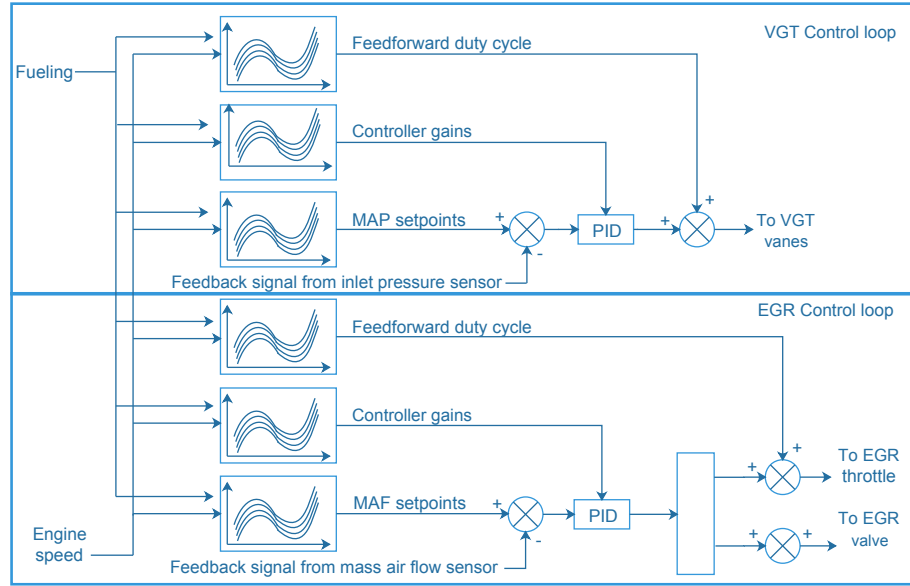 VGT Control loop
Feedforward duty cycle
Fueling
Controller gains
MAP setpoints
+
+
+
-
PID
To VGT
vanes
Feedback signal from inlet pressure sensor
EGR Control loop
Feedforward duty cycle
Controller gains
+
+
To EGR
throttle
MAF setpoints
+
-
PID
+
To EGR
valve
Engine
speed
Feedback signal from mass air flow sensor